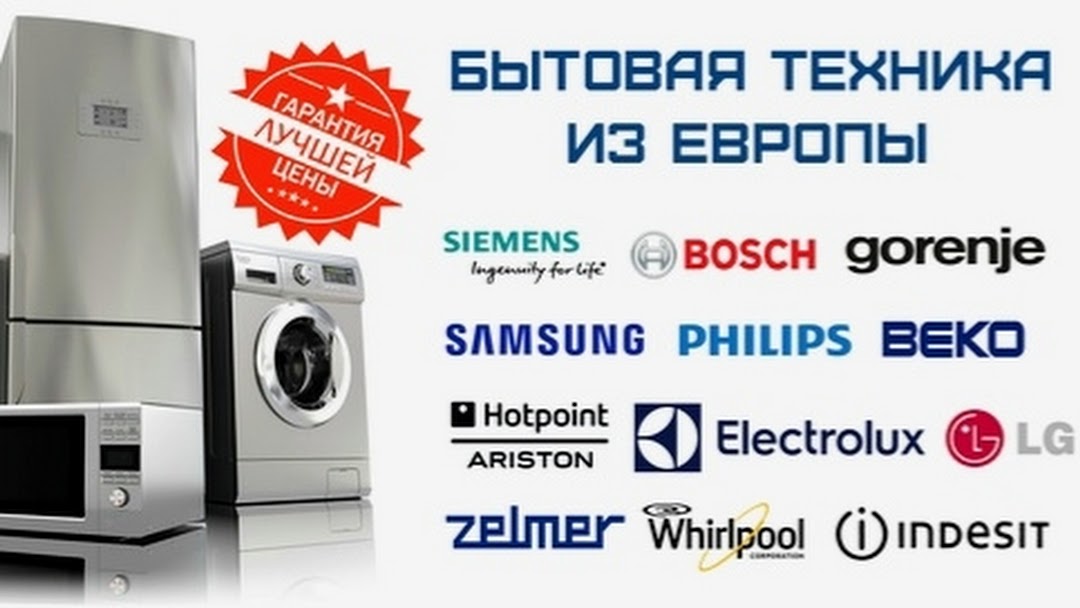 ГАРАНТИЯ
ЛУЧШЕЙ
ЦЕНЫ
БЫТОВАЯ ТЕХНИКА
ИЗ ЕВРОПЫ
SIEMENS
Ingenuity for life
BOSCH
gorenje
SAMSUNG
PHILIPS
BEKO
Hotpoint
ARISTON
Electrolux
LG
zelmer
Whirlpool
CORPORATION
indesit